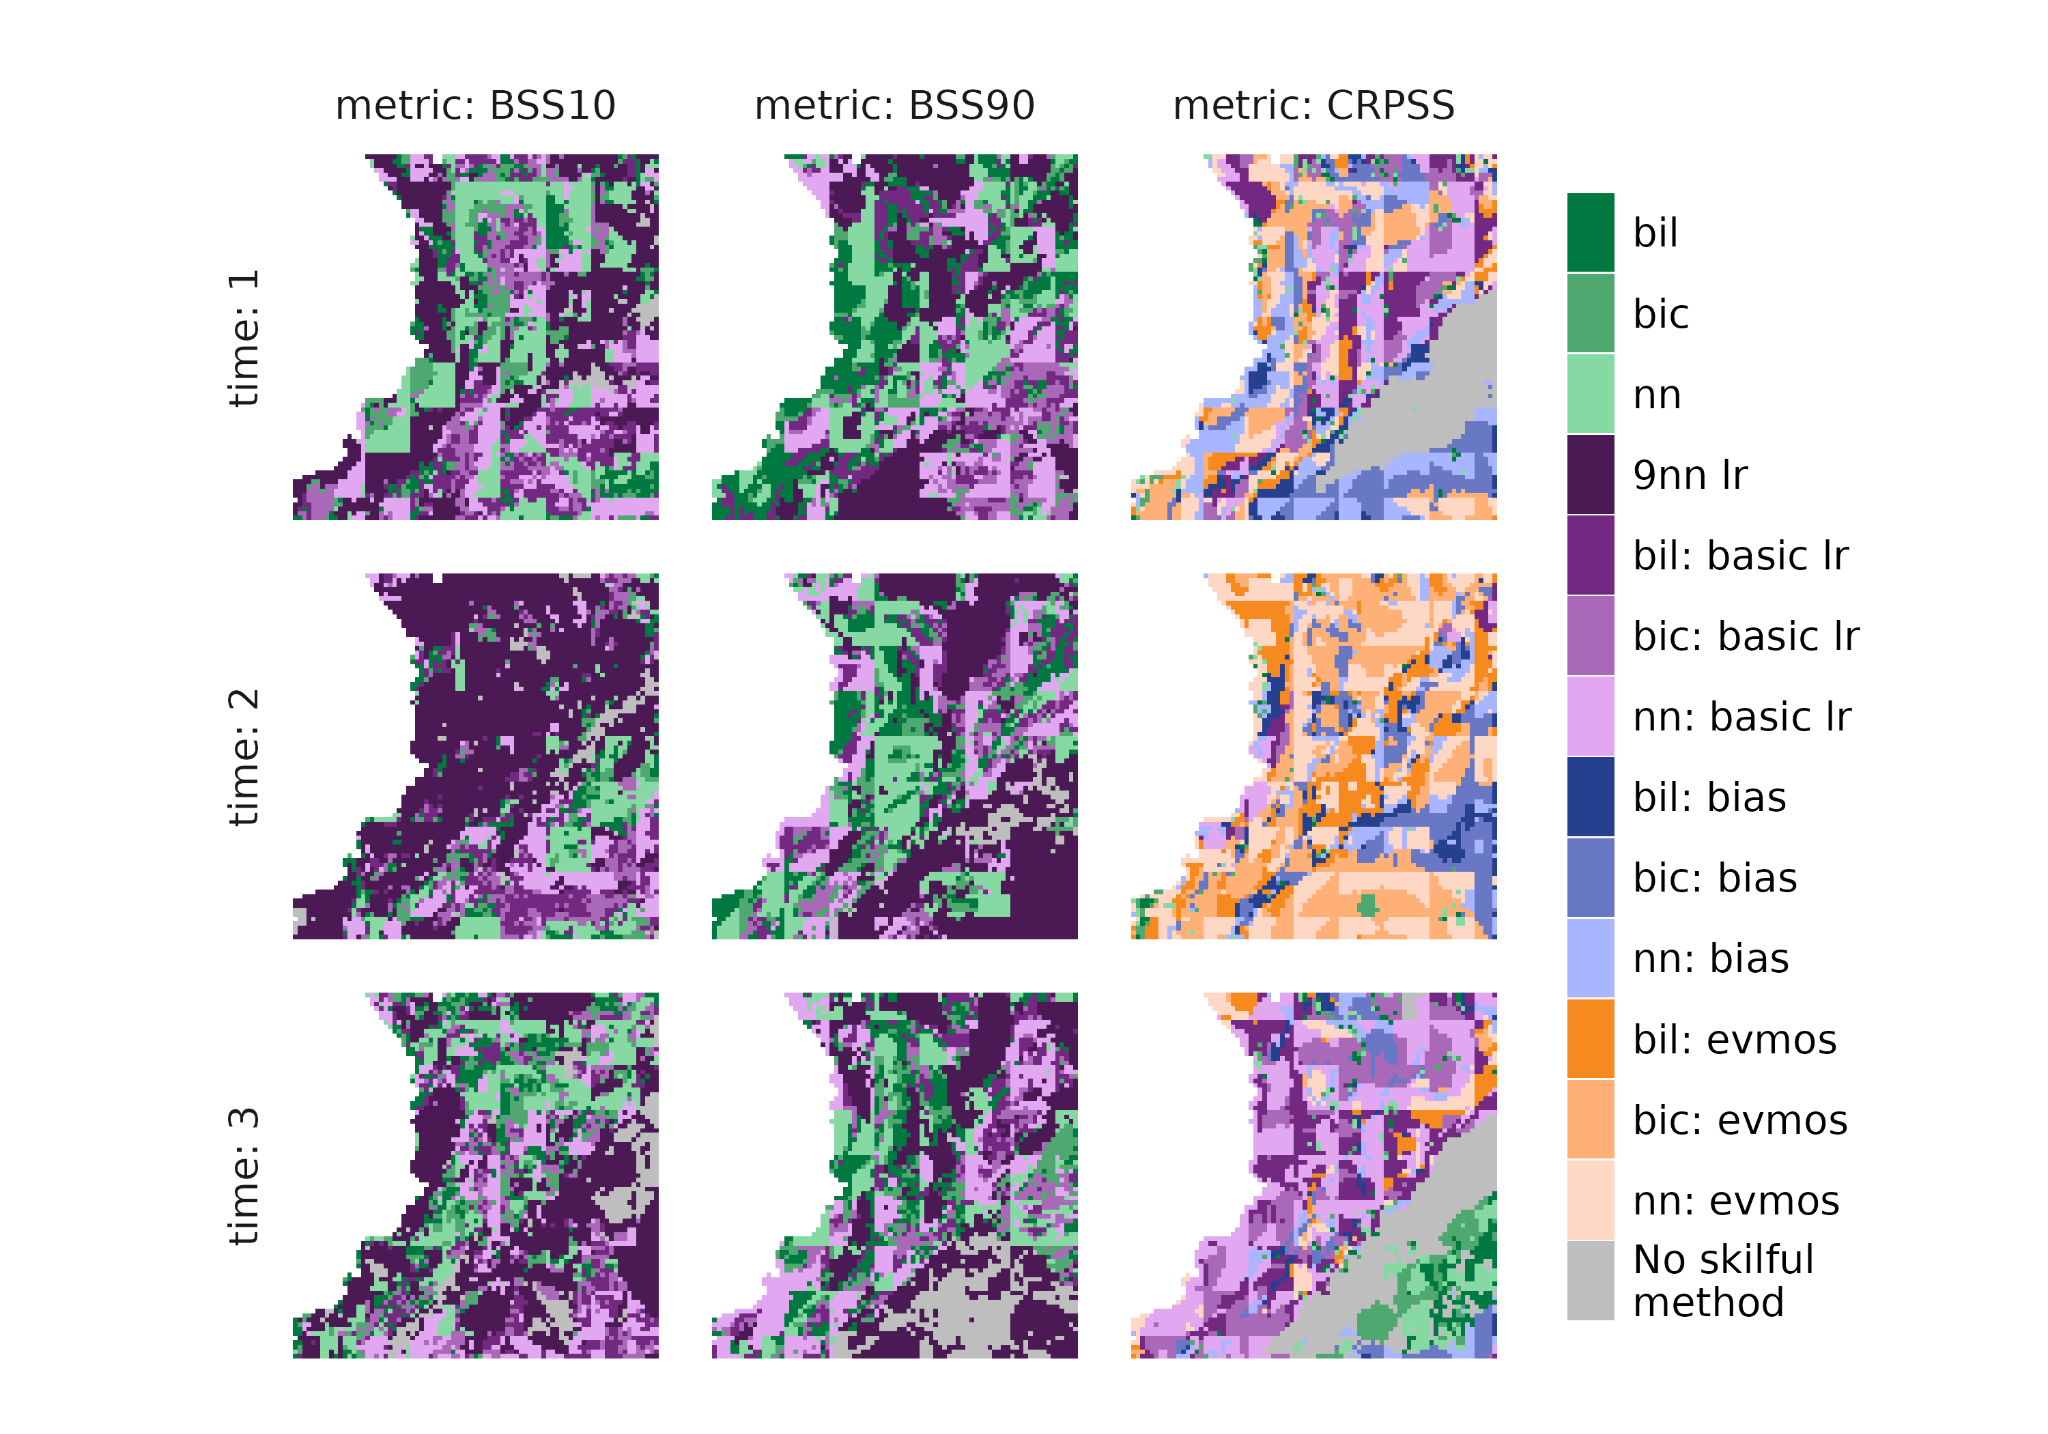 metric: BSS10
metric: BSS90
metric: CRPSS
time: 1
time: 2
time: 3
bil
bic
nn
9nn lr
bil: basic lr
bic: basic lr
nn: basic lr
bil: bias
bic: bias
nn: bias
bil: evmos
bic: evmos
nn: evmos
No skilful
method